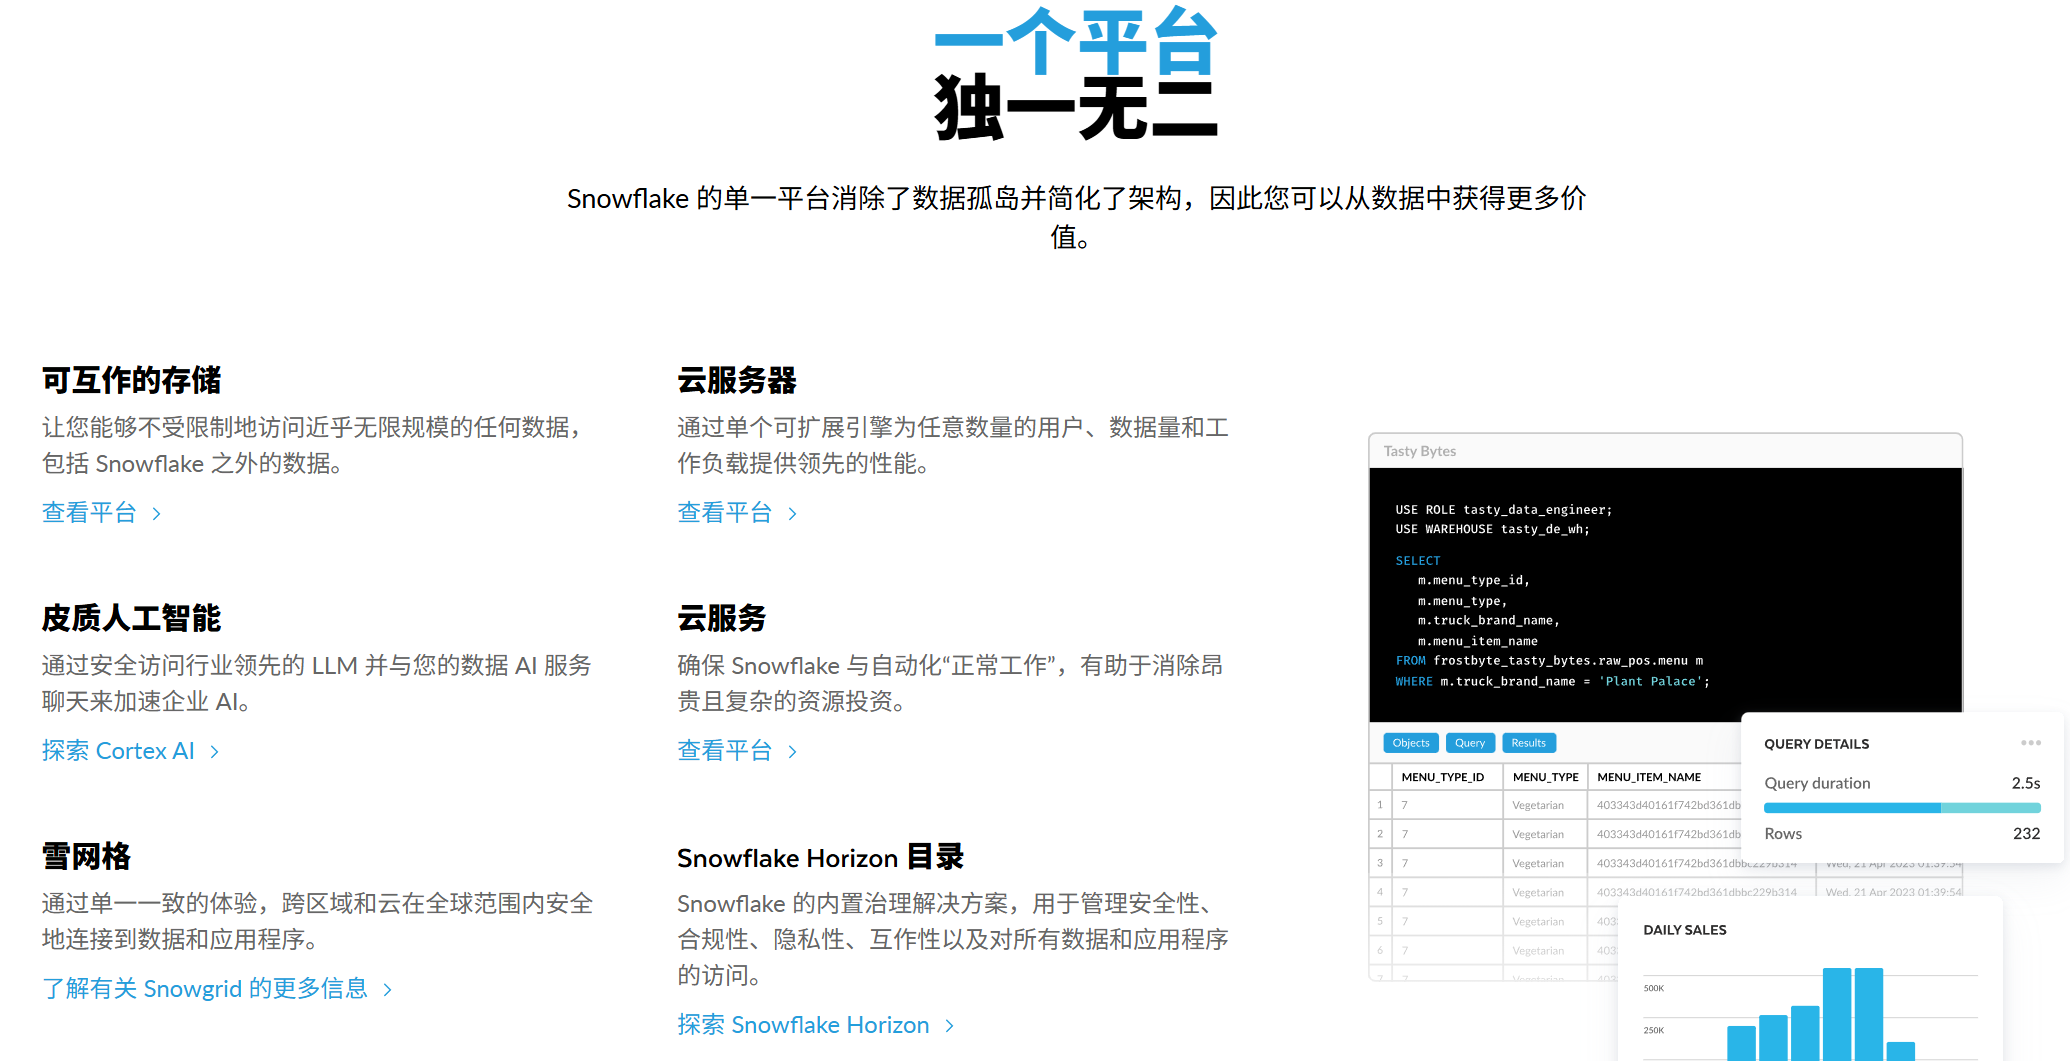 一个平台
独一无二
Snowflake 的单一平台消除了数据孤岛并简化了架构，因此您可以从数据中获得更多价
值。
可互作的存储
让您能够不受限制地访问近乎无限规模的任何数据，
包括 Snowflake 之外的数据。
查看平台
云服务器
通过单个可扩展引擎为任意数量的用户、数据量和工
作负载提供领先的性能。
查看平台
皮质人工智能
通过安全访问行业领先的 LLM 并与您的数据 AI 服务
聊天来加速企业 AI。
探索 Cortex AI
云服务
确保 Snowflake 与自动化“正常工作”，有助于消除昂
贵且复杂的资源投资。
查看平台
雪网格
通过单一一致的体验，跨区域和云在全球范围内安全
地连接到数据和应用程序。
了解有关 Snowgrid 的更多信息
Snowflake Horizon 目录
Snowflake 的内置治理解决方案，用于管理安全性、
合规性、隐私性、互作性以及对所有数据和应用程序
的访问。
探索 Snowflake Horizon
Tasty Bytes
USE ROLE tasty_data_engineer;
USE WAREHOUSE tasty_de_wh;
SELECT
m.menu_type_id,
m.menu_type,
m.truck_brand_name,
m.menu_item_name
FROM frostbyte_tasty_bytes.raw_pos.menu m
WHERE m.truck_brand_name = 'Plant Palace';
Objects Query Results
MENU_TYPE_ID MENU_TYPE MENU_ITEM_NAME
1 7 Vegetarian 403343d40161f742bd361db
2 7 Vegetarian 403343d40161f742bd361db
3 7 Vegetarian 403343d40161f742bd361dbbc229b314 Wed, 21 Apr 2023 01:39:54
4 7 Vegetarian 403343d40161f742bd361dbbc229b314 Wed, 21 Apr 2023 01:39:54
5 7 Vegetarian 403
6 7 Vegetarian 403
7 7 Vegetarian 403
QUERY DETAILS
Query duration 2.5s
Rows 232
DAILY SALES
500K
250K